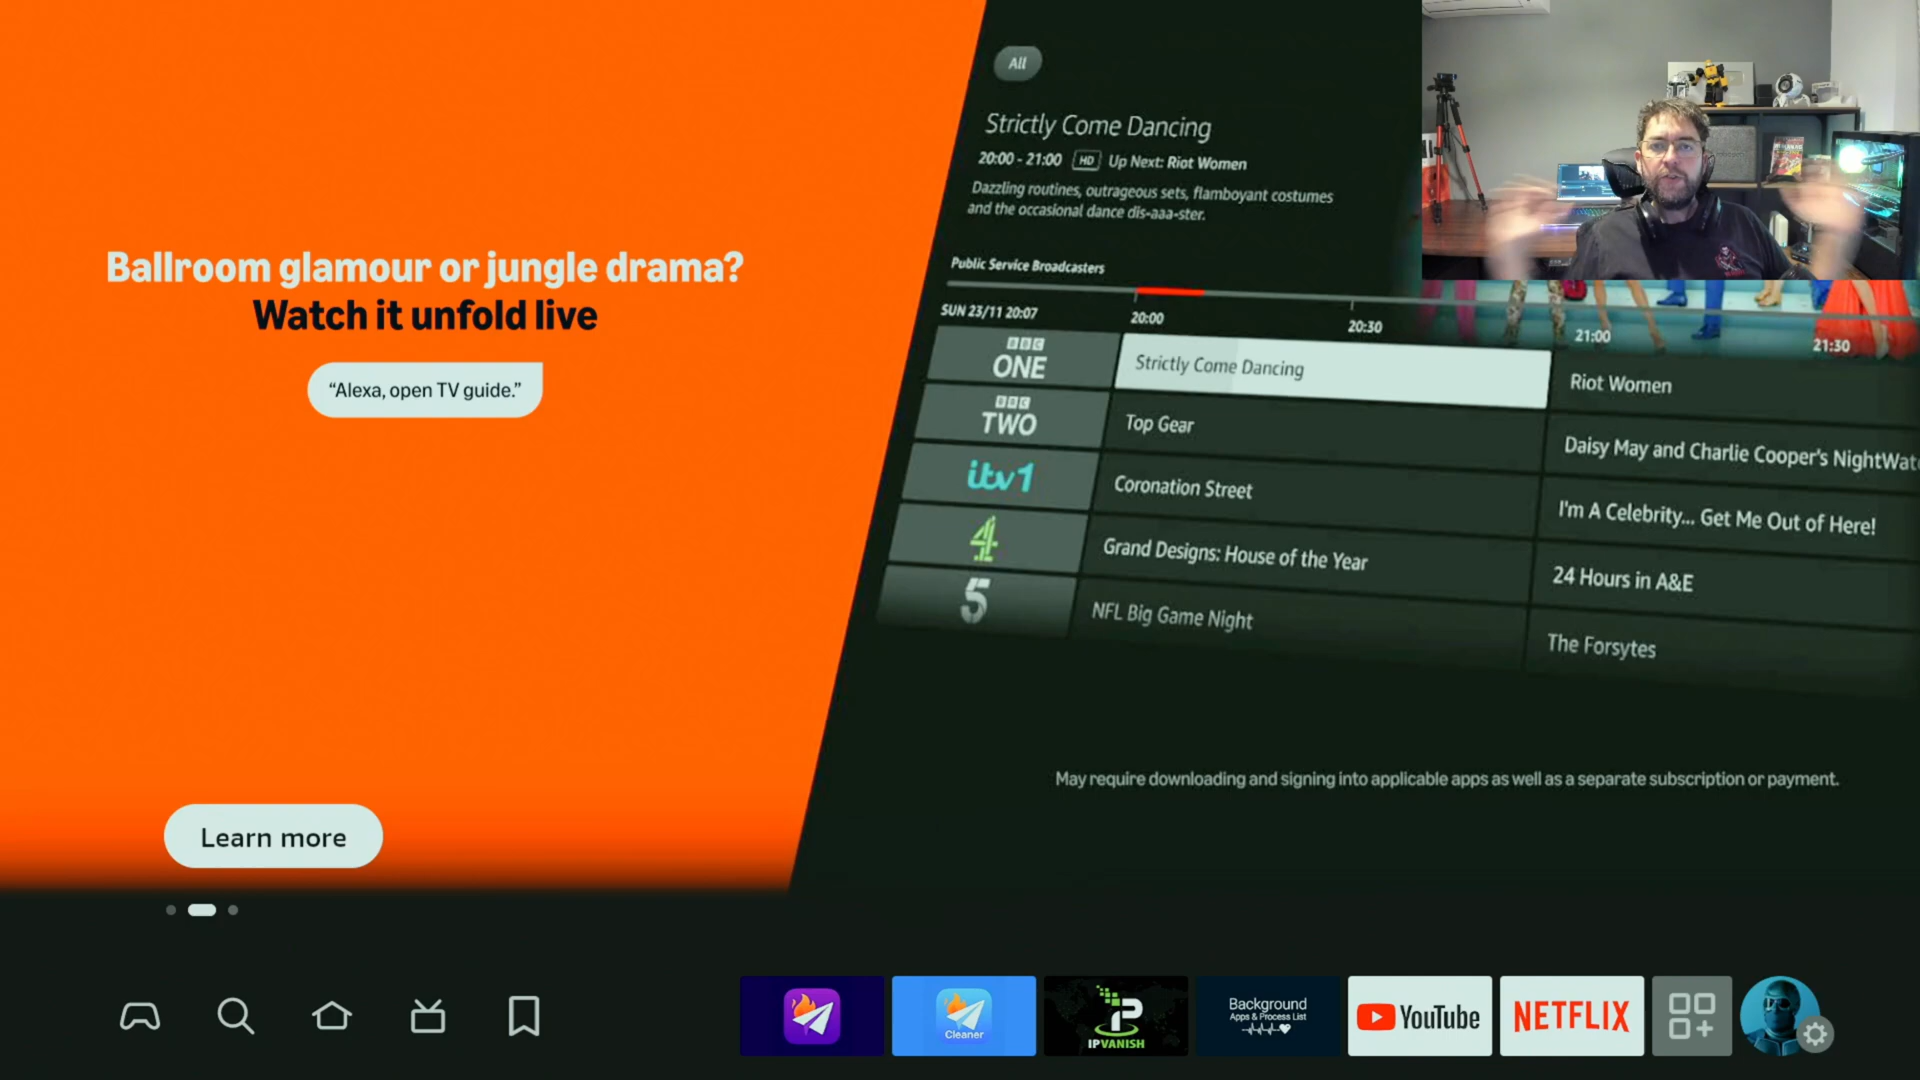 Ballroom glamour or jungle drama?
Watch it unfold live
“Alexa, open TV guide.”
Learn more
All
Strictly Come Dancing
20:00 - 21:00 HD Up Next: Riot Women
Dazzling routines, outrageous sets, flamboyant costumes
and the occasional dance dis-aaa-ster.
Public Service Broadcasters
SUN 23/11 20:07
20:00
20:30
21:00
21:30
BBC
ONE
Strictly Come Dancing
Riot Women
BBC
TWO
Top Gear
Daisy May and Charlie Cooper's NightWatc
itv1
Coronation Street
I'm A Celebrity... Get Me Out of Here!
4
Grand Designs: House of the Year
24 Hours in A&E
5
NFL Big Game Night
The Forsytes
May require downloading and signing into applicable apps as well as a separate subscription or payment.
Cleaner
IPVANISH
Background
Apps & Process List
YouTube
NETFLIX